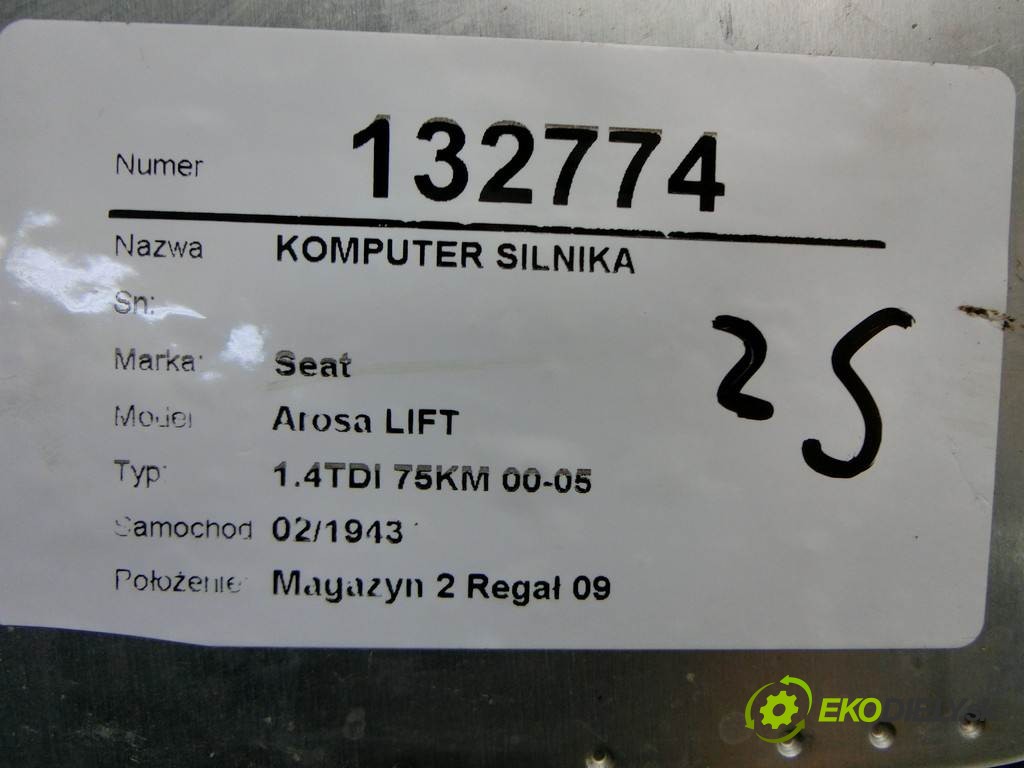 Numer 132774
Nazwa KOMPUTER SILNIKA
Sn:
Marka: Seat
Model Arosa LIFT
Typ: 1.4TDI 75KM 00-05
Samochod 02/1943
Położenie: Magazyn 2 Regał 09
25
EKODIELY